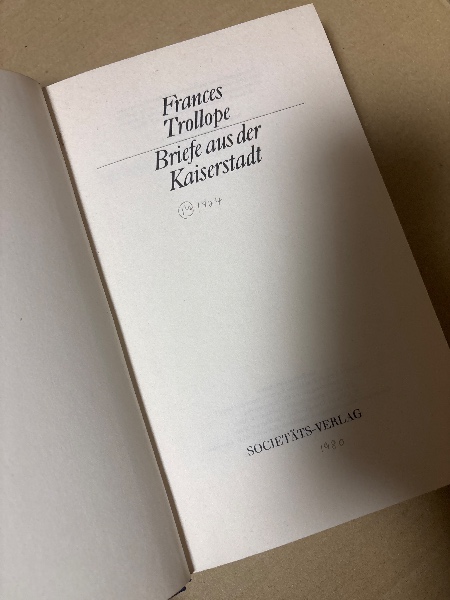 Frances
Trollope
Briefe aus der
Kaiserstadt
SOCIETÄTS-VERLAG
1980